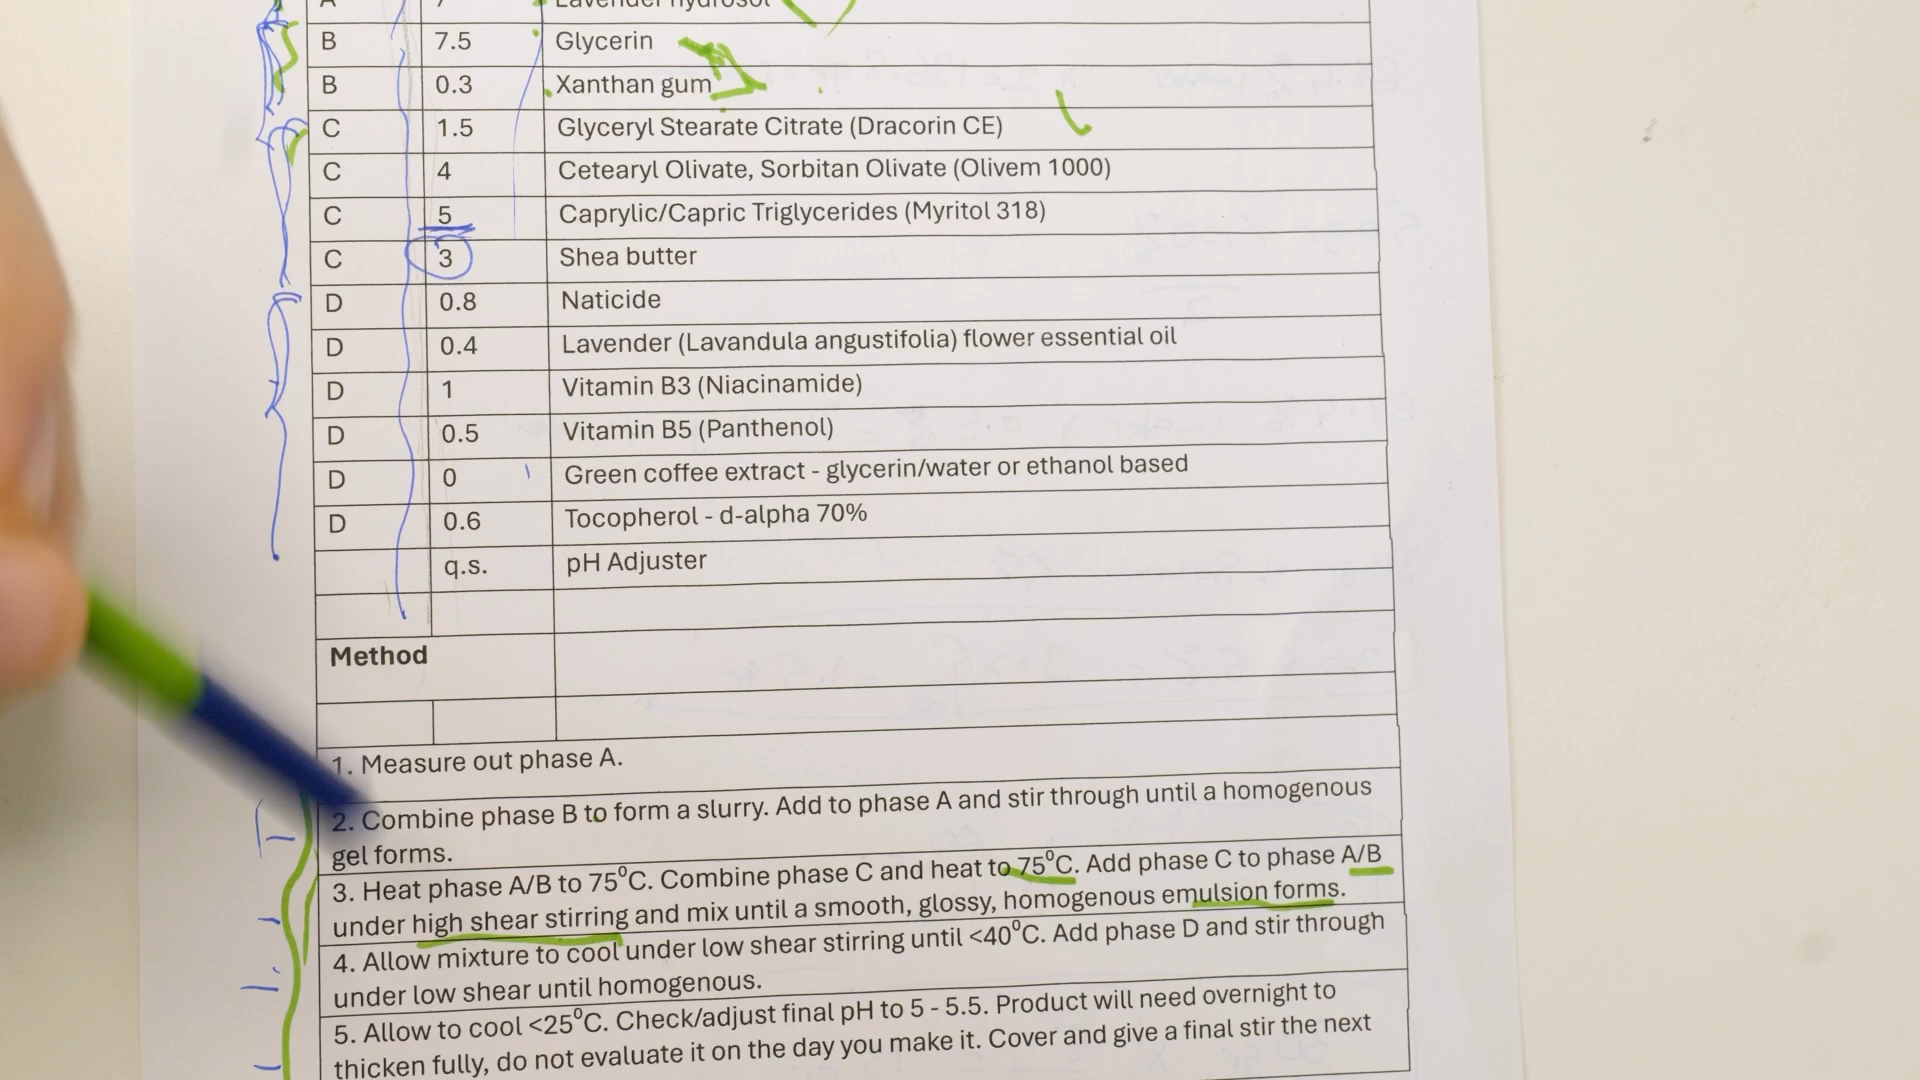 A 7 Lavender hydrosol
B 7.5 Glycerin
B 0.3 Xanthan gum
C 1.5 Glyceryl Stearate Citrate (Dracorin CE)
C 4 Cetearyl Olivate, Sorbitan Olivate (Olivem 1000)
C 5 Caprylic/Capric Triglycerides (Myritol 318)
C 3 Shea butter
D 0.8 Naticide
D 0.4 Lavender (Lavandula angustifolia) flower essential oil
D 1 Vitamin B3 (Niacinamide)
D 0.5 Vitamin B5 (Panthenol)
D 0 Green coffee extract - glycerin/water or ethanol based
D 0.6 Tocopherol - d-alpha 70%
q.s. pH Adjuster
Method
1. Measure out phase A.
2. Combine phase B to form a slurry. Add to phase A and stir through until a homogenous
gel forms.
3. Heat phase A/B to 75⁰C. Combine phase C and heat to 75⁰C. Add phase C to phase A/B
under high shear stirring and mix until a smooth, glossy, homogenous emulsion forms.
4. Allow mixture to cool under low shear stirring until <40⁰C. Add phase D and stir through
under low shear until homogenous.
5. Allow to cool <25⁰C. Check/adjust final pH to 5 - 5.5. Product will need overnight to
thicken fully, do not evaluate it on the day you make it. Cover and give a final stir the next